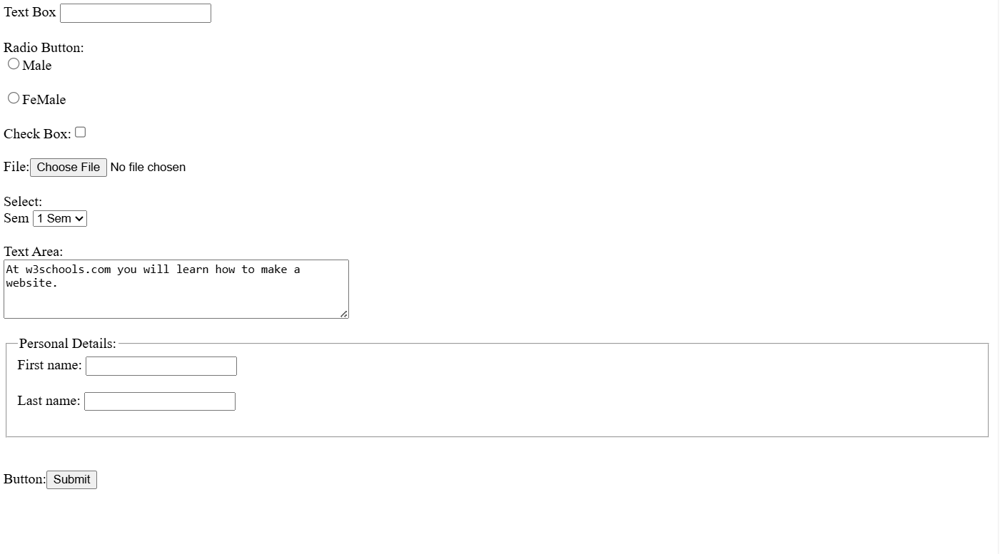 Text Box
Radio Button:
Male
FeMale
Check Box:
File: Choose File No file chosen
Select:
Sem 1 Sem
Text Area:
At w3schools.com you will learn how to make a
website.
Personal Details:
First name:
Last name:
Button: Submit